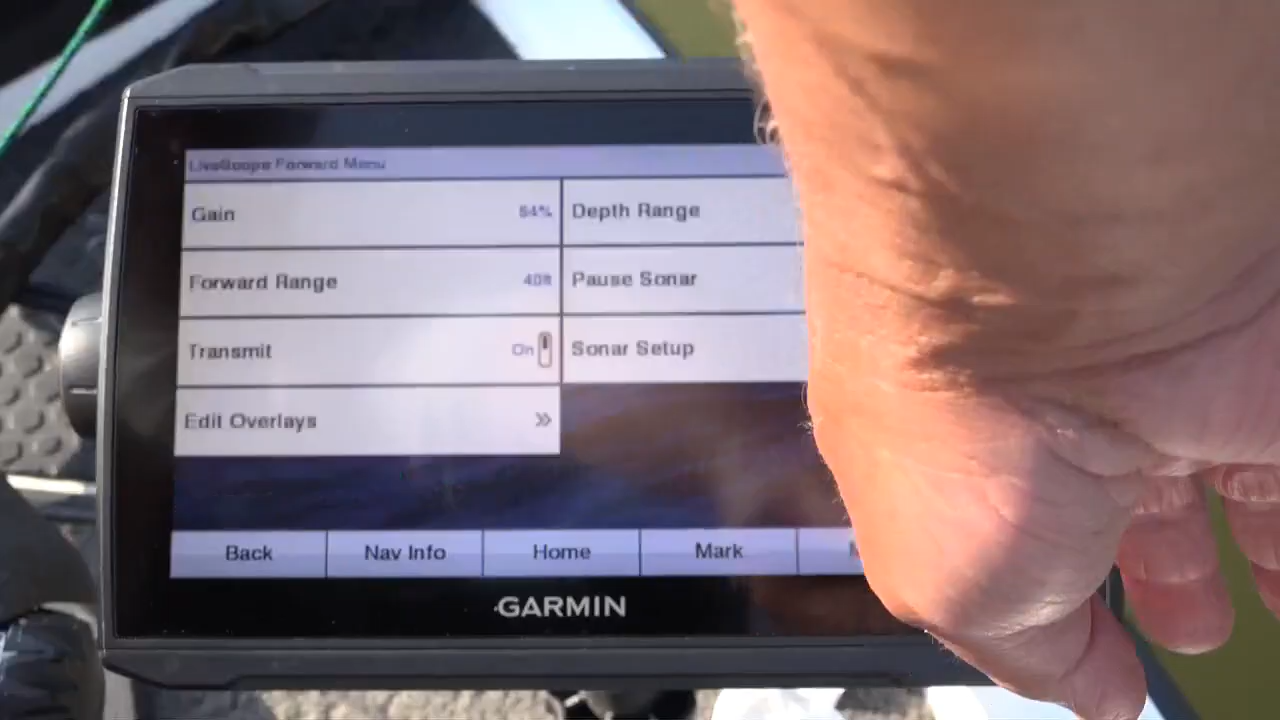 LiveScope Forward Menu
Gain 64% Depth Range
Forward Range 40ft Pause Sonar
Transmit On Sonar Setup
Edit Overlays »
Back Nav Info Home Mark
GARMIN